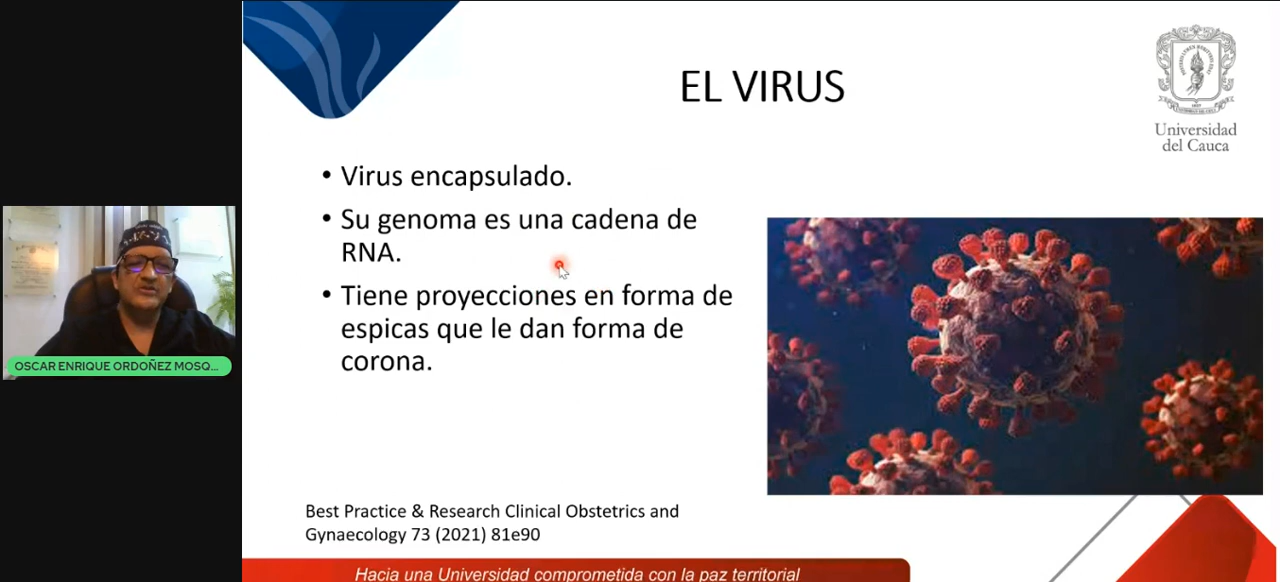 EL VIRUS
Universidad
del Cauca
• Virus encapsulado.
• Su genoma es una cadena de
RNA.
• Tiene proyecciones en forma de
espicas que le dan forma de
corona.
OSCAR ENRIQUE ORDOÑEZ MOSQ...
Best Practice & Research Clinical Obstetrics and
Gynaecology 73 (2021) 81e90
Hacia una Universidad comprometida con la paz territorial